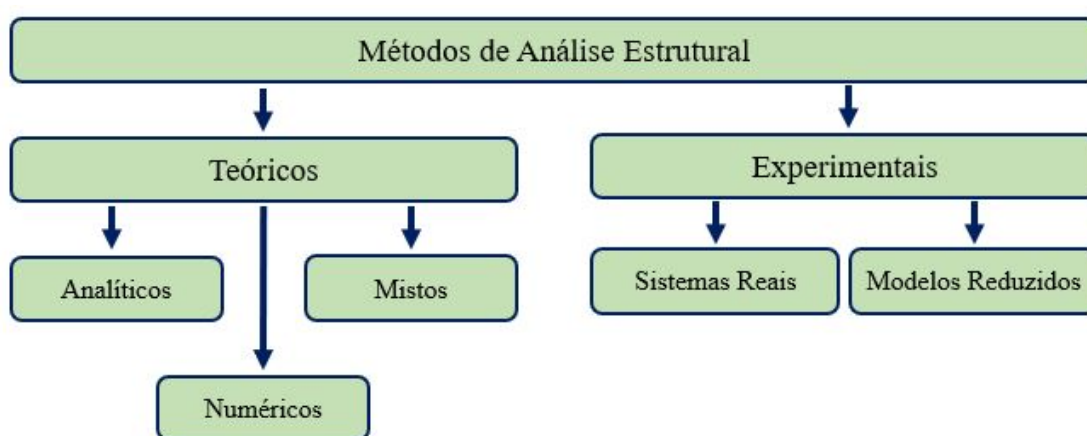 Métodos de Análise Estrutural
Teóricos
Experimentais
Analíticos
Mistos
Sistemas Reais
Modelos Reduzidos
Numéricos